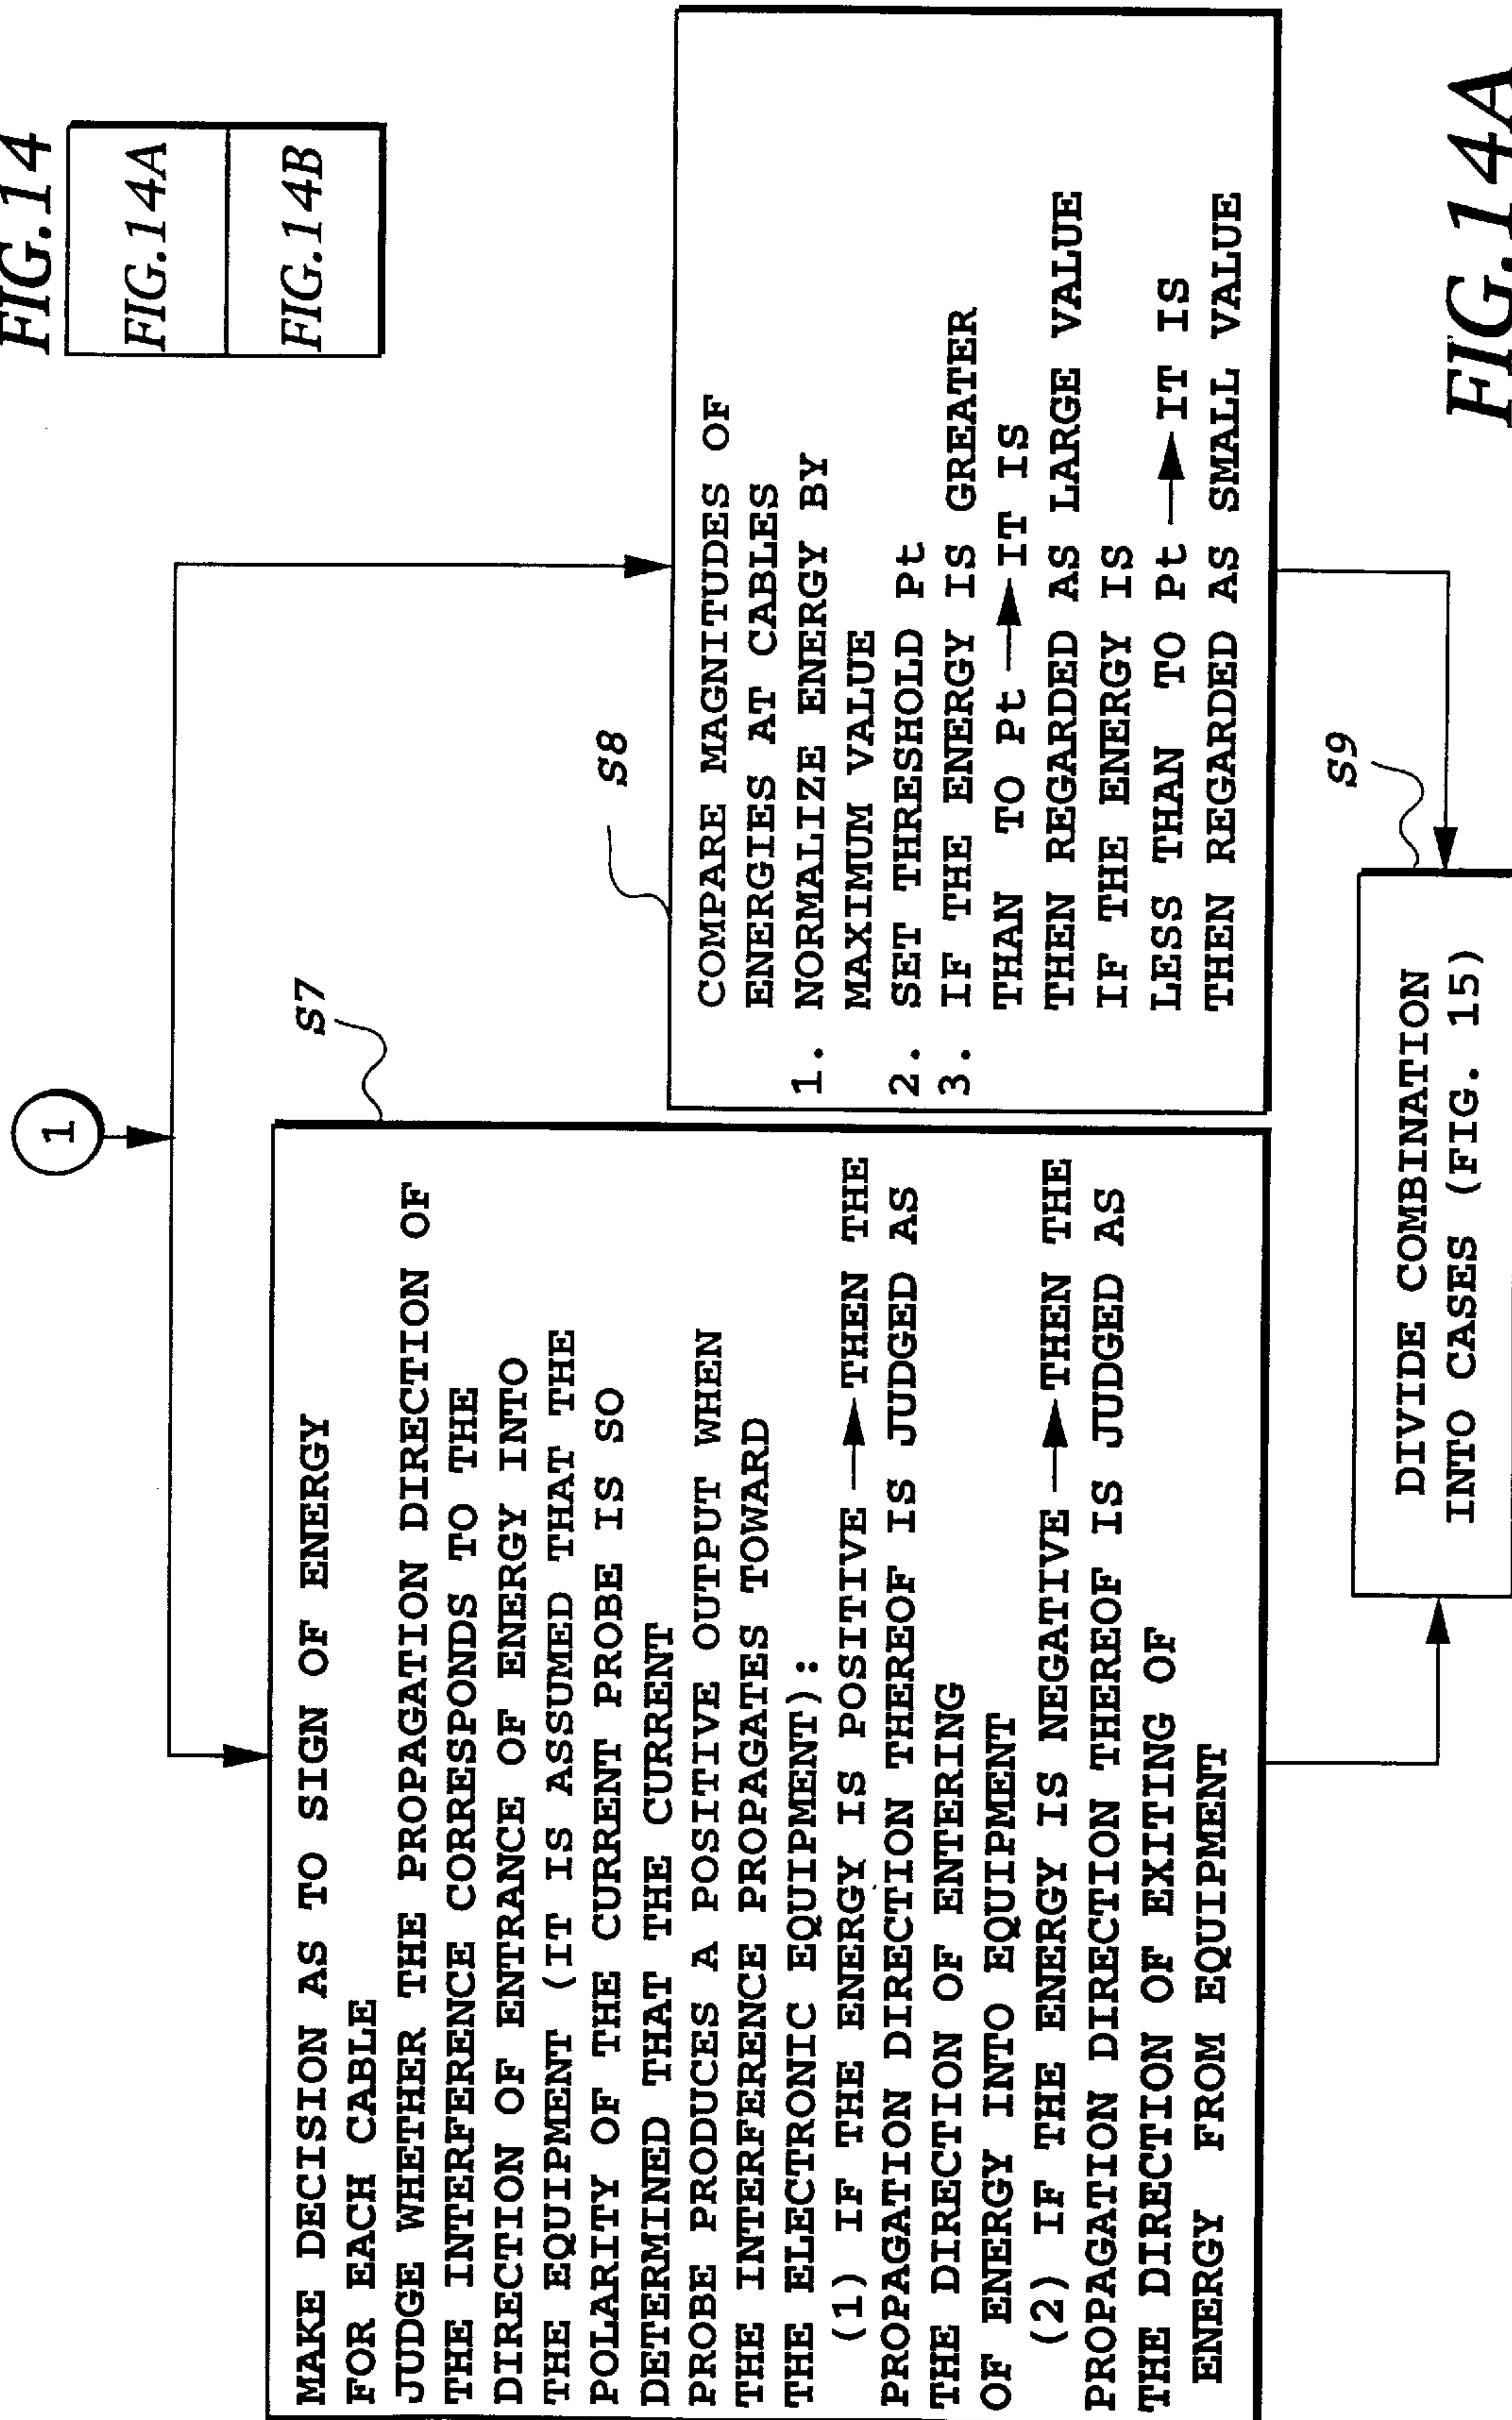 FIG.14
FIG.14A
FIG.14B
1
S7
MAKE DECISION AS TO SIGN OF ENERGY
FOR EACH CABLE
JUDGE WHETHER THE PROPAGATION DIRECTION OF
THE INTERFERENCE CORRESPONDS TO THE
DIRECTION OF ENTRANCE OF ENERGY INTO
THE EQUIPMENT (IT IS ASSUMED THAT THE
POLARITY OF THE CURRENT PROBE IS SO
DETERMINED THAT THE CURRENT
PROBE PRODUCES A POSITIVE OUTPUT WHEN
THE INTERFERENCE PROPAGATES TOWARD
THE ELECTRONIC EQUIPMENT):
(1) IF THE ENERGY IS POSITIVE → THEN THE
PROPAGATION DIRECTION THEREOF IS JUDGED AS
THE DIRECTION OF ENTERING
OF ENERGY INTO EQUIPMENT
(2) IF THE ENERGY IS NEGATIVE → THEN THE
PROPAGATION DIRECTION THEREOF IS JUDGED AS
THE DIRECTION OF EXITING OF
ENERGY FROM EQUIPMENT
S8
COMPARE MAGNITUDES OF
ENERGIES AT CABLES
1. NORMALIZE ENERGY BY
MAXIMUM VALUE
2. SET THRESHOLD Pt
3. IF THE ENERGY IS GREATER
THAN TO Pt → IT IS
THEN REGARDED AS LARGE VALUE
IF THE ENERGY IS
LESS THAN TO Pt → IT IS
THEN REGARDED AS SMALL VALUE
S9
DIVIDE COMBINATION
INTO CASES (FIG. 15)
FIG.14A